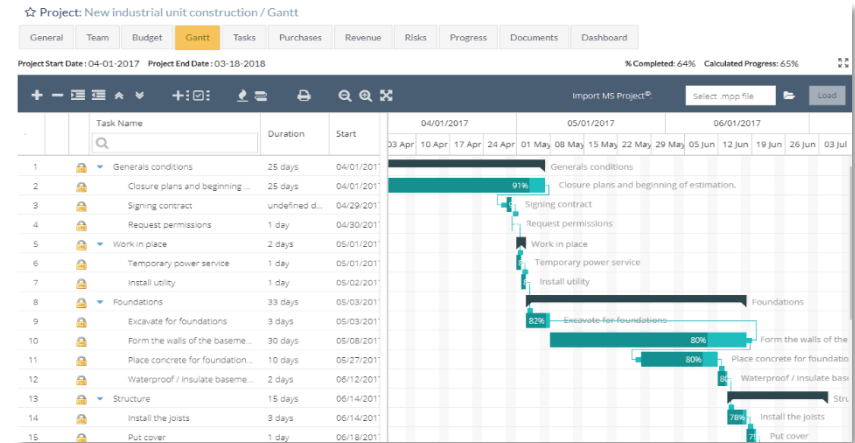 Project: New industrial unit construction / Gantt
General Team Budget Gantt Tasks Purchases Revenue Risks Progress Documents Dashboard
Project Start Date : 04-01-2017 Project End Date : 03-18-2018 % Completed: 64% Calculated Progress: 65%
Import MS Project®: Select .mpp file Load
Task Name Duration Start 04/01/2017 05/01/2017 06/01/2017
03 Apr 10 Apr 17 Apr 24 Apr 01 May 08 May 15 May 22 May 29 May 05 Jun 12 Jun 19 Jun 26 Jun 03 Jul
1 Generals conditions 25 days 04/01/201 Generals conditions
2 Closure plans and beginning ... 25 days 04/01/201 91% Closure plans and beginning of estimation.
3 Signing contract undefined d... 04/29/201 Signing contract
4 Request permissions 1 day 04/30/201 Request permissions
5 Work in place 2 days 05/01/201 Work in place
6 Temporary power service 1 day 05/01/201 Temporary power service
7 Install utility 1 day 05/02/201 Install utility
8 Foundations 33 days 05/03/201 Foundations
9 Excavate for foundations 3 days 05/03/201 82% Excavate for foundations
10 Form the walls of the baseme... 30 days 05/08/201 80% Form the walls of the
11 Place concrete for foundation... 10 days 05/27/201 80% Place concrete for foundatio
12 Waterproof / insulate baseme... 2 days 06/12/201 Waterproof / insulate base
13 Structure 15 days 06/14/201 Stru
14 Install the joists 3 days 06/14/201 78% Install the joists
15 Put cover 1 day 06/18/201 Put cover